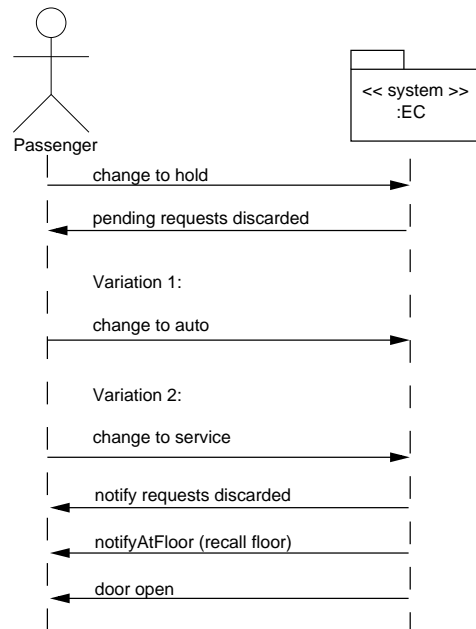 << system >>
:EC
Passenger
change to hold
pending requests discarded
Variation 1:
change to auto
Variation 2:
change to service
notify requests discarded
notifyAtFloor (recall floor)
door open